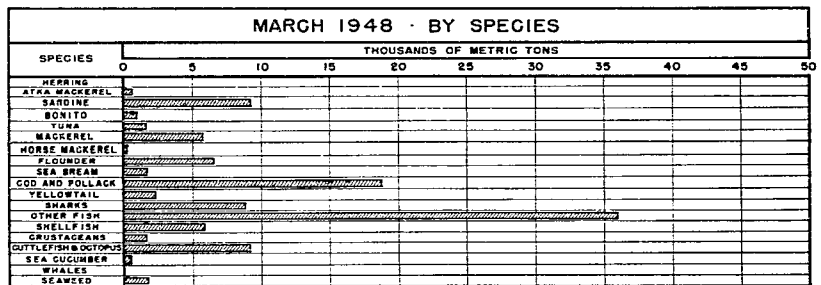 MARCH 1948 - BY SPECIES
SPECIES
THOUSANDS OF METRIC TONS
0 5 10 15 20 25 30 35 40 45 50
HERRING
ATKA MACKEREL
SARDINE
BONITO
TUNA
MACKEREL
HORSE MACKEREL
FLOUNDER
SEA BREAM
COD AND POLLACK
YELLOWTAIL
SHARKS
OTHER FISH
SHELLFISH
CRUSTACEANS
CUTTLEFISH & OCTOPUS
SEA CUCUMBER
WHALES
SEAWEED